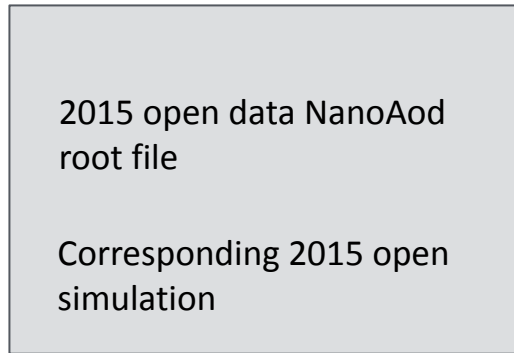 2015 open data NanoAod
root file
Corresponding 2015 open
simulation